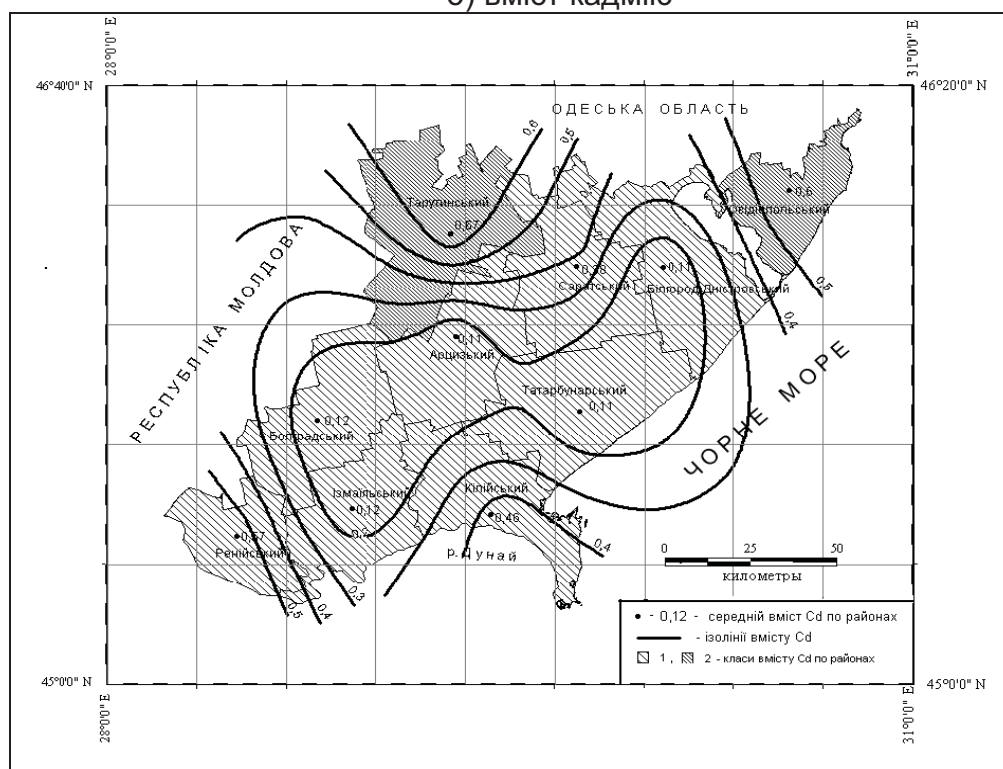 б) вміст кадмію
28°0'0" E
31°0'0" E
46°40'0" N
46°20'0" N
ОДЕСЬКА ОБЛАСТЬ
0,6
0,5
Тарутинський
0,67
0,6
Овідіопольський
0,5
0,4
РЕСПУБЛІКА МОЛДОВА
Саратський
0,11
Білгород-Дністровський
0,11
Арцизький
Татарбунарський
0,11
ЧОРНЕ МОРЕ
0,12
Болградський
Ізмаїльський
0,12
0,2
Кілійський
0,46
0,4
р. Дунай
Ренійський
0,5
0,4
0,3
0 25 50
километры
- 0,12 - середній вміст Cd по районах
- ізолінії вмісту Cd
1 , 2 - класи вмісту Cd по районах
45°0'0" N
45°0'0" N
28°0'0" E
31°0'0" E